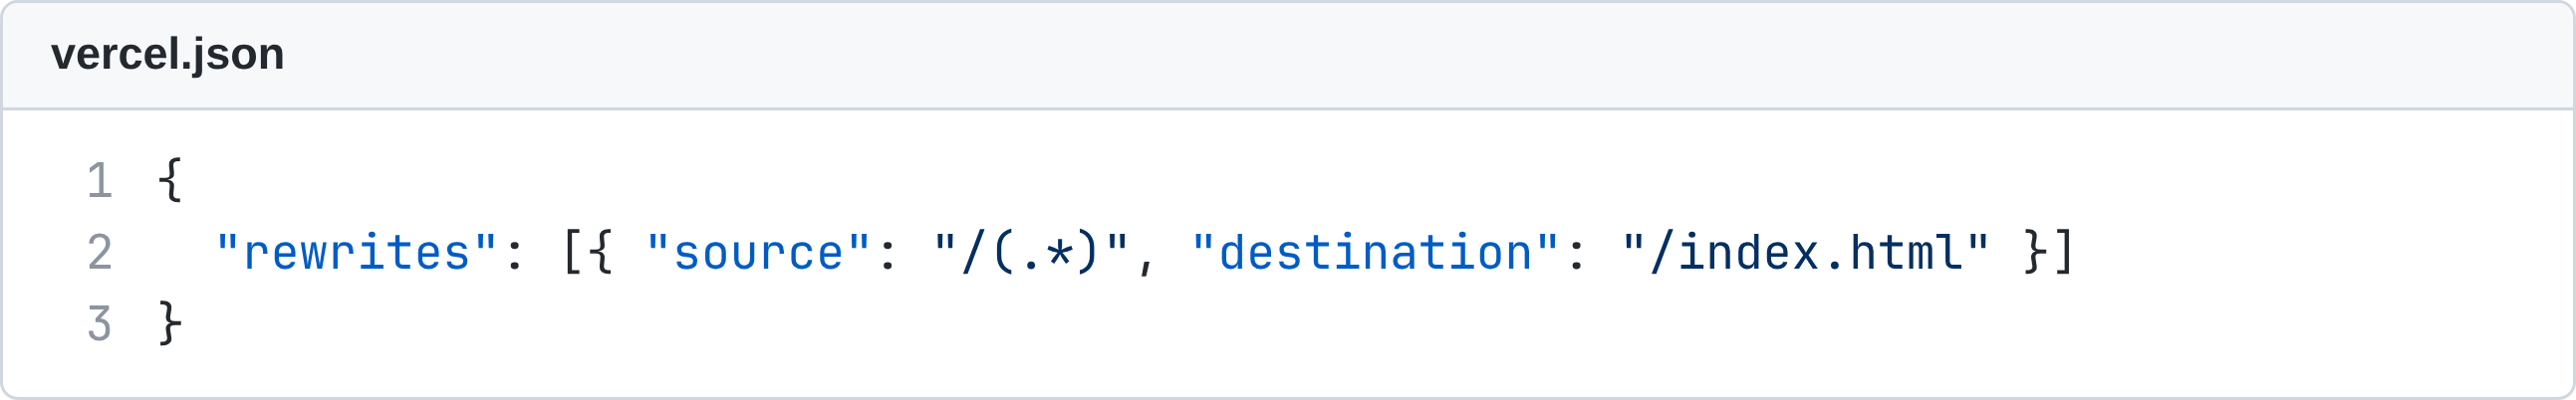 vercel.json
1 {
2   "rewrites": [{ "source": "/(.*)", "destination": "/index.html" }]
3 }